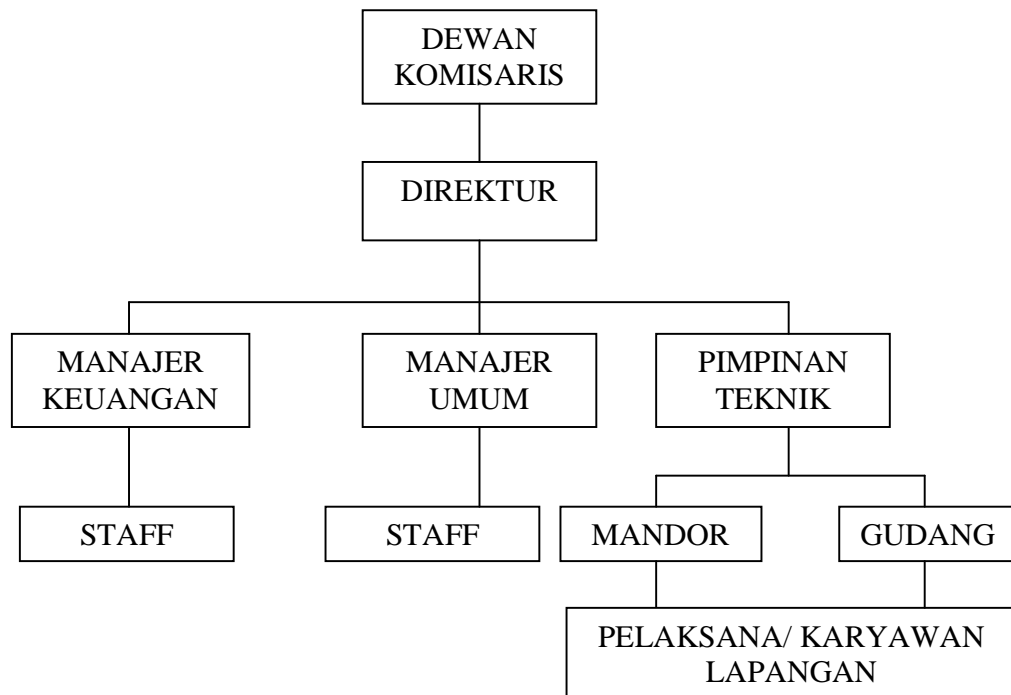 DEWAN
KOMISARIS
DIREKTUR
MANAJER
KEUANGAN
MANAJER
UMUM
PIMPINAN
TEKNIK
STAFF
STAFF
MANDOR
GUDANG
PELAKSANA/ KARYAWAN
LAPANGAN